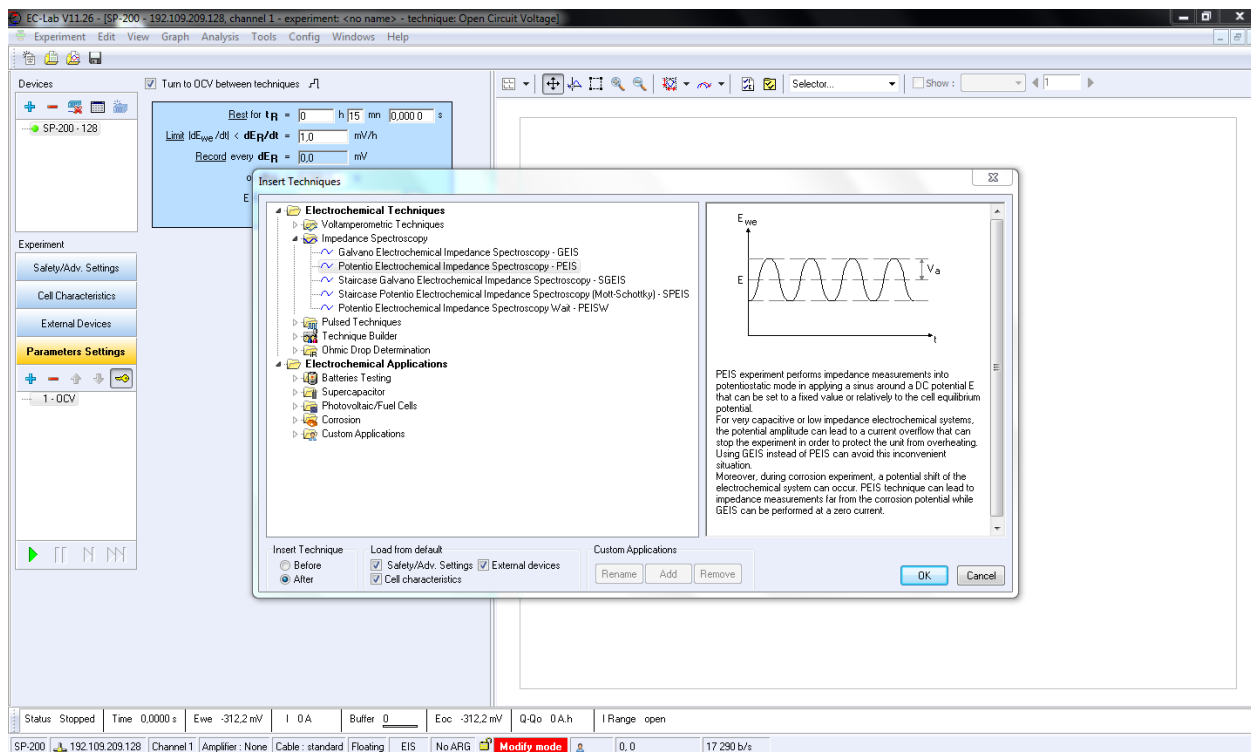 EC-Lab V11.26 - [SP-200 - 192.109.209.128, channel 1 - experiment: <no name> - technique: Open Circuit Voltage]
Experiment Edit View Graph Analysis Tools Config Windows Help
Devices
SP-200 - 128
Turn to OCV between techniques
Rest for tR = 0 h 15 mn 0,000 0 s
Limit |dEwe/dt| < dER/dt = 1,0 mV/h
Record every dER = 0,0 mV
o
E
Selector...
Show :
1
Experiment
Safety/Adv. Settings
Cell Characteristics
External Devices
Parameters Settings
1 - OCV
Insert Techniques
Electrochemical Techniques
Voltamperometric Techniques
Impedance Spectroscopy
Galvano Electrochemical Impedance Spectroscopy - GEIS
Potentio Electrochemical Impedance Spectroscopy - PEIS
Staircase Galvano Electrochemical Impedance Spectroscopy - SGEIS
Staircase Potentio Electrochemical Impedance Spectroscopy (Mott-Schottky) - SPEIS
Potentio Electrochemical Impedance Spectroscopy Wait - PEISW
Pulsed Techniques
Technique Builder
Ohmic Drop Determination
Electrochemical Applications
Batteries Testing
Supercapacitor
Photovoltaic/Fuel Cells
Corrosion
Custom Applications
Ewe
E
Va
t
PEIS experiment performs impedance measurements into
potentiostatic mode in applying a sinus around a DC potential E
that can be set to a fixed value or relatively to the cell equilibrium
potential.
For very capacitive or low impedance electrochemical systems,
the potential amplitude can lead to a current overflow that can
stop the experiment in order to protect the unit from overheating.
Using GEIS instead of PEIS can avoid this inconvenient
situation.
Moreover, during corrosion experiment, a potential shift of the
electrochemical system can occur. PEIS technique can lead to
impedance measurements far from the corrosion potential while
GEIS can be performed at a zero current.
Insert Technique
Before
After
Load from default
Safety/Adv. Settings External devices
Cell characteristics
Custom Applications
Rename Add Remove
OK Cancel
Status Stopped Time 0,0000 s Ewe -312,2 mV I 0 A Buffer 0 Eoc -312,2 mV Q-Qo 0 A.h I Range open
SP-200 192.109.209.128 Channel 1 Amplifier : None Cable : standard Floating EIS No ARG Modify mode 0, 0 17 290 b/s